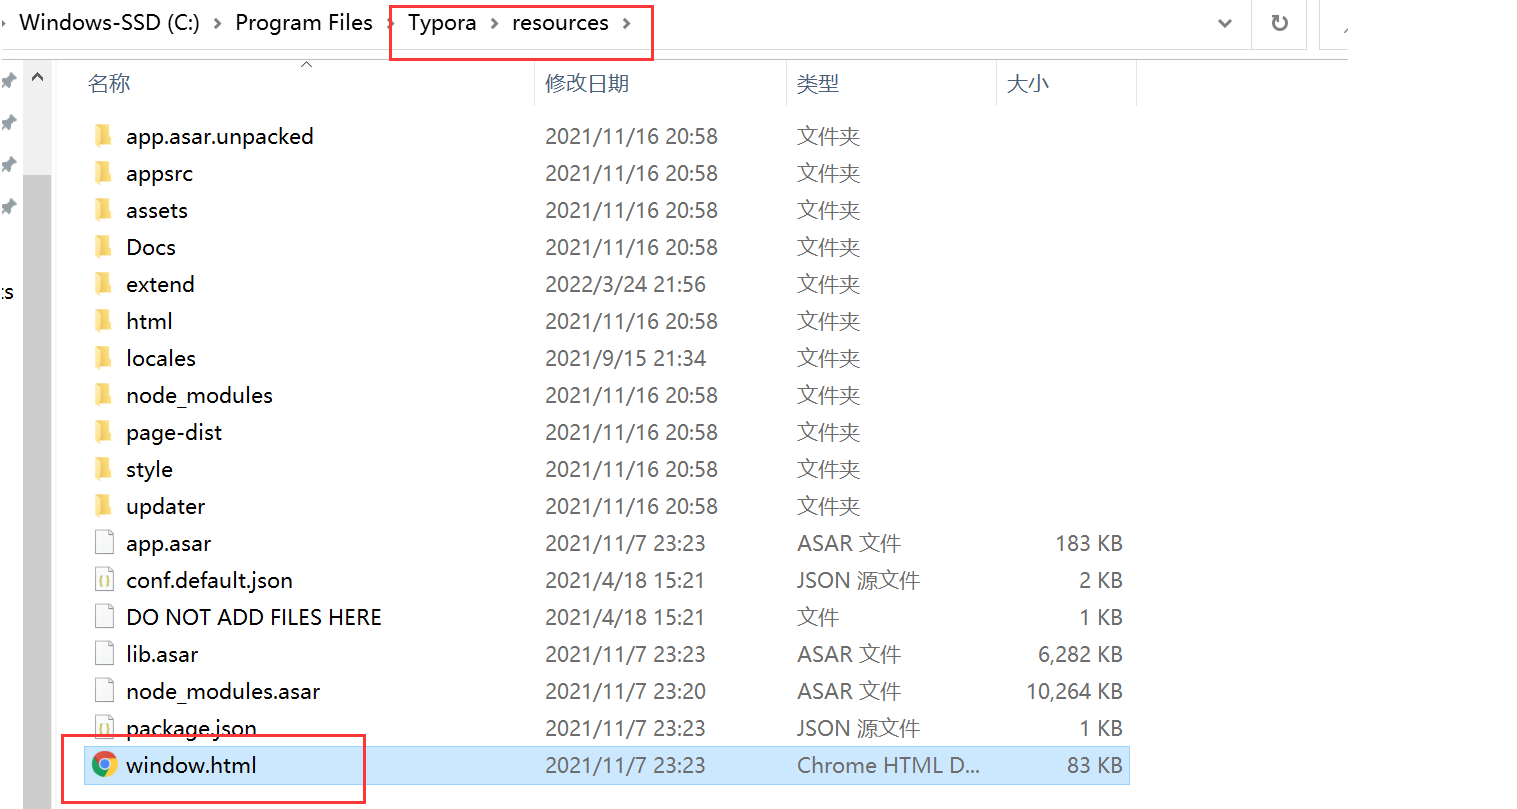 Windows-SSD (C:) > Program Files > Typora > resources >
名称 修改日期 类型 大小
app.asar.unpacked 2021/11/16 20:58 文件夹
appsrc 2021/11/16 20:58 文件夹
assets 2021/11/16 20:58 文件夹
Docs 2021/11/16 20:58 文件夹
extend 2022/3/24 21:56 文件夹
html 2021/11/16 20:58 文件夹
locales 2021/9/15 21:34 文件夹
node_modules 2021/11/16 20:58 文件夹
page-dist 2021/11/16 20:58 文件夹
style 2021/11/16 20:58 文件夹
updater 2021/11/16 20:58 文件夹
app.asar 2021/11/7 23:23 ASAR 文件 183 KB
conf.default.json 2021/4/18 15:21 JSON 源文件 2 KB
DO NOT ADD FILES HERE 2021/4/18 15:21 文件 1 KB
lib.asar 2021/11/7 23:23 ASAR 文件 6,282 KB
node_modules.asar 2021/11/7 23:20 ASAR 文件 10,264 KB
package.json 2021/11/7 23:23 JSON 源文件 1 KB
window.html 2021/11/7 23:23 Chrome HTML D... 83 KB